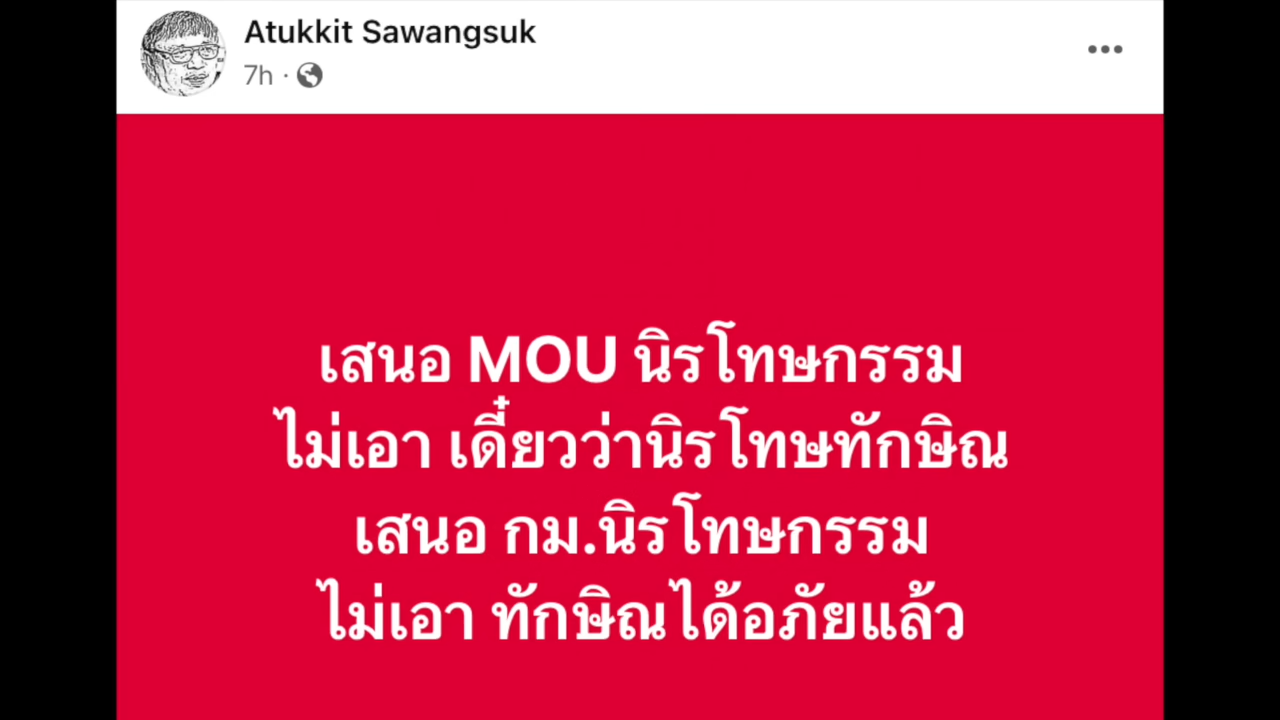 Atukkit Sawangsuk
7h ·
เสนอ MOU นิรโทษกรรม
ไม่เอา เดี๋ยวว่านิรโทษทักษิณ
เสนอ กม.นิรโทษกรรม
ไม่เอา ทักษิณได้อภัยแล้ว